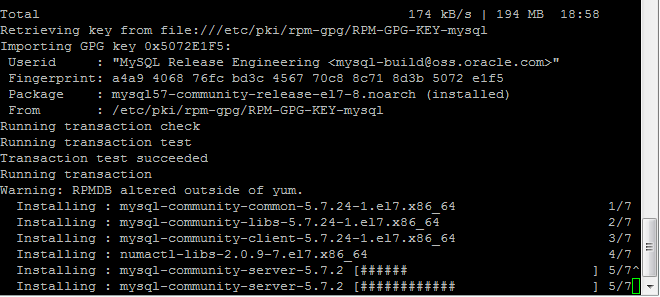 Total 174 kB/s | 194 MB 18:58
Retrieving key from file:///etc/pki/rpm-gpg/RPM-GPG-KEY-mysql
Importing GPG key 0x5072E1F5:
Userid : "MySQL Release Engineering <mysql-build@oss.oracle.com>"
Fingerprint: a4a9 4068 76fc bd3c 4567 70c8 8c71 8d3b 5072 e1f5
Package : mysql57-community-release-el7-8.noarch (installed)
From : /etc/pki/rpm-gpg/RPM-GPG-KEY-mysql
Running transaction check
Running transaction test
Transaction test succeeded
Running transaction
Warning: RPMDB altered outside of yum.
Installing : mysql-community-common-5.7.24-1.el7.x86_64 1/7
Installing : mysql-community-libs-5.7.24-1.el7.x86_64 2/7
Installing : mysql-community-client-5.7.24-1.el7.x86_64 3/7
Installing : numactl-libs-2.0.9-7.el7.x86_64 4/7
Installing : mysql-community-server-5.7.2 [###### ] 5/7^
Installing : mysql-community-server-5.7.2 [############ ] 5/7